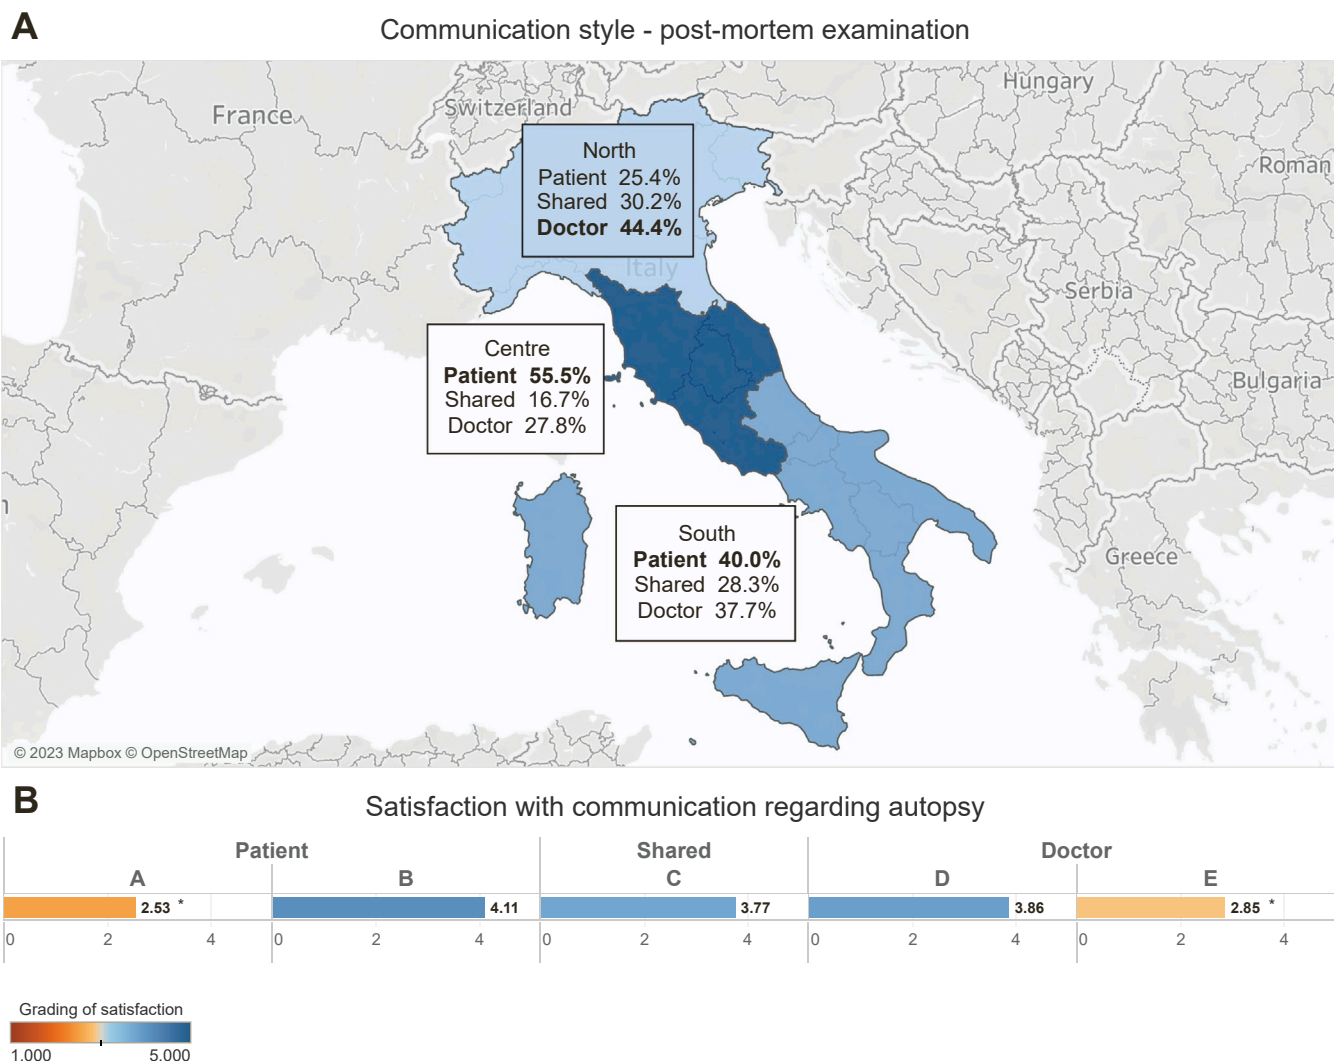 A
Communication style - post-mortem examination
France
Switzerland
Hungary
Roman
North
Patient 25.4%
Shared 30.2%
Doctor 44.4%
Italy
Serbia
Centre
Patient 55.5%
Shared 16.7%
Doctor 27.8%
Bulgaria
South
Patient 40.0%
Shared 28.3%
Doctor 37.7%
Greece
© 2023 Mapbox © OpenStreetMap
B
Satisfaction with communication regarding autopsy
Patient Shared Doctor
A B C D E
2.53 * 4.11 3.77 3.86 2.85 *
0 2 4 0 2 4 0 2 4 0 2 4 0 2 4
Grading of satisfaction
1.000 5.000